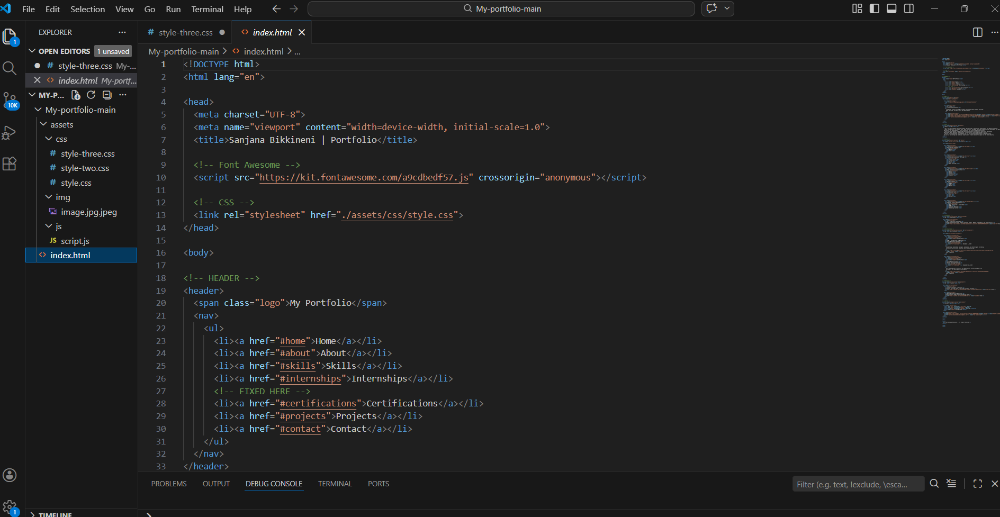 File Edit Selection View Go Run Terminal Help My-portfolio-main
EXPLORER
OPEN EDITORS 1 unsaved
style-three.css My-...
index.html My-portf...
MY-P...
My-portfolio-main
assets
css
style-three.css
style-two.css
style.css
img
image.jpg.jpeg
js
JS script.js
index.html
TIMELINE
1
10K
1
style-three.css index.html
My-portfolio-main > index.html > ...
1 <!DOCTYPE html>
2 <html lang="en">
3
4 <head>
5 <meta charset="UTF-8">
6 <meta name="viewport" content="width=device-width, initial-scale=1.0">
7 <title>Sanjana Bikkineni | Portfolio</title>
8
9 <!-- Font Awesome -->
10 <script src="https://kit.fontawesome.com/a9cdbedf57.js" crossorigin="anonymous"></script>
11
12 <!-- CSS -->
13 <link rel="stylesheet" href="./assets/css/style.css">
14 </head>
15
16 <body>
17
18 <!-- HEADER -->
19 <header>
20 <span class="logo">My Portfolio</span>
21 <nav>
22 <ul>
23 <li><a href="#home">Home</a></li>
24 <li><a href="#about">About</a></li>
25 <li><a href="#skills">Skills</a></li>
26 <li><a href="#internships">Internships</a></li>
27 <!-- FIXED HERE -->
28 <li><a href="#certifications">Certifications</a></li>
29 <li><a href="#projects">Projects</a></li>
30 <li><a href="#contact">Contact</a></li>
31 </ul>
32 </nav>
33 </header>
PROBLEMS OUTPUT DEBUG CONSOLE TERMINAL PORTS Filter (e.g. text, !exclude, \esca...